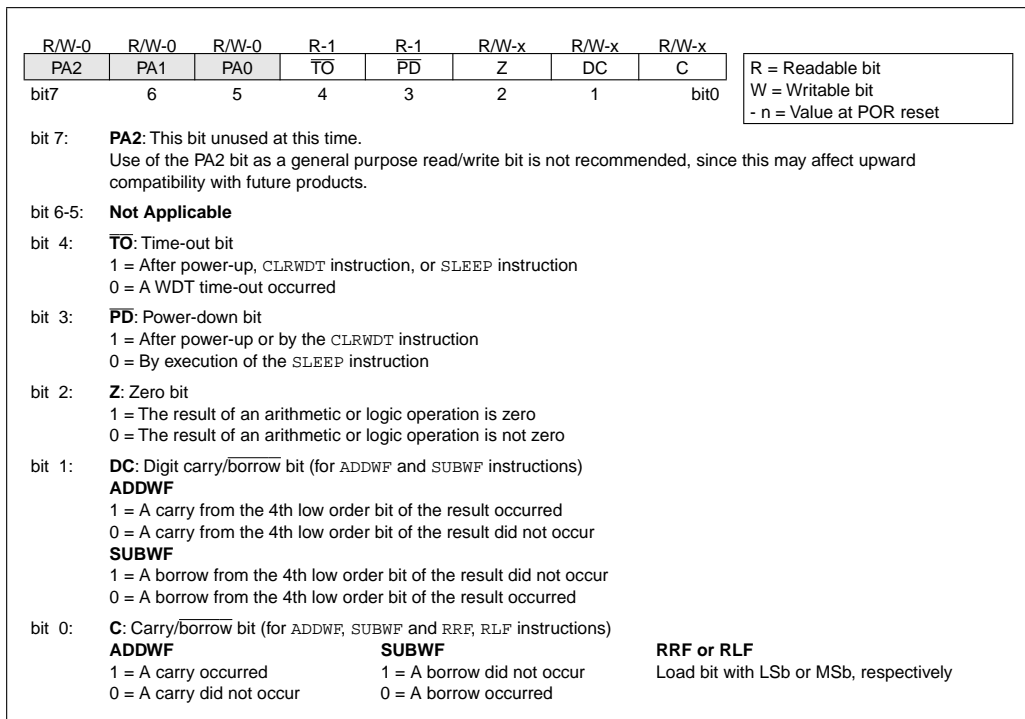 R/W-0 R/W-0 R/W-0 R-1 R-1 R/W-x R/W-x R/W-x
PA2 PA1 PA0 T̅O̅ P̅D̅ Z DC C
bit7 6 5 4 3 2 1 bit0
R = Readable bit
W = Writable bit
- n = Value at POR reset
bit 7: PA2: This bit unused at this time.
Use of the PA2 bit as a general purpose read/write bit is not recommended, since this may affect upward
compatibility with future products.
bit 6-5: Not Applicable
bit 4: T̅O̅: Time-out bit
1 = After power-up, CLRWDT instruction, or SLEEP instruction
0 = A WDT time-out occurred
bit 3: P̅D̅: Power-down bit
1 = After power-up or by the CLRWDT instruction
0 = By execution of the SLEEP instruction
bit 2: Z: Zero bit
1 = The result of an arithmetic or logic operation is zero
0 = The result of an arithmetic or logic operation is not zero
bit 1: DC: Digit carry/b̅o̅r̅r̅o̅w̅ bit (for ADDWF and SUBWF instructions)
ADDWF
1 = A carry from the 4th low order bit of the result occurred
0 = A carry from the 4th low order bit of the result did not occur
SUBWF
1 = A borrow from the 4th low order bit of the result did not occur
0 = A borrow from the 4th low order bit of the result occurred
bit 0: C: Carry/b̅o̅r̅r̅o̅w̅ bit (for ADDWF, SUBWF and RRF, RLF instructions)
ADDWF SUBWF RRF or RLF
1 = A carry occurred 1 = A borrow did not occur Load bit with LSb or MSb, respectively
0 = A carry did not occur 0 = A borrow occurred